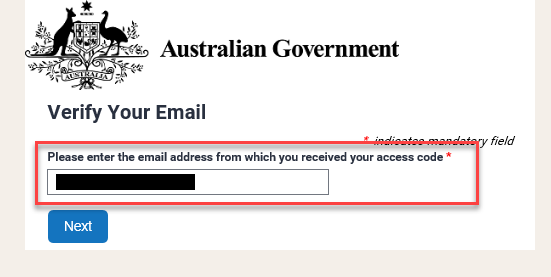 AUSTRALIA
Australian Government
Verify Your Email
* indicates mandatory field
Please enter the email address from which you received your access code *
Next